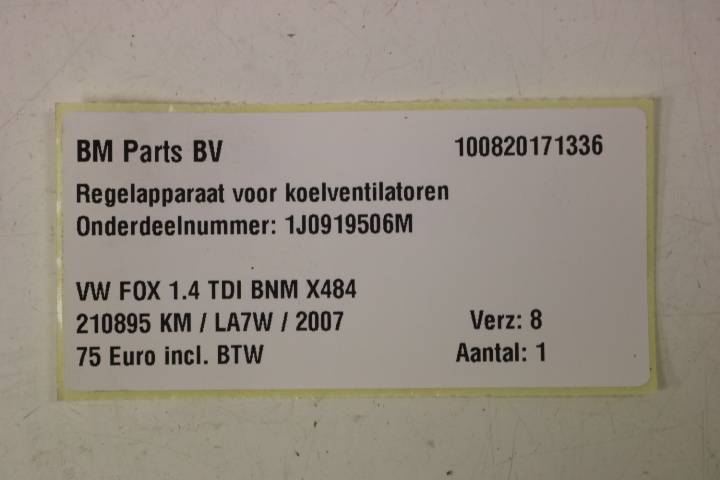 BM Parts BV 100820171336
Regelapparaat voor koelventilatoren
Onderdeelnummer: 1J0919506M
VW FOX 1.4 TDI BNM X484
210895 KM / LA7W / 2007 Verz: 8
75 Euro incl. BTW Aantal: 1